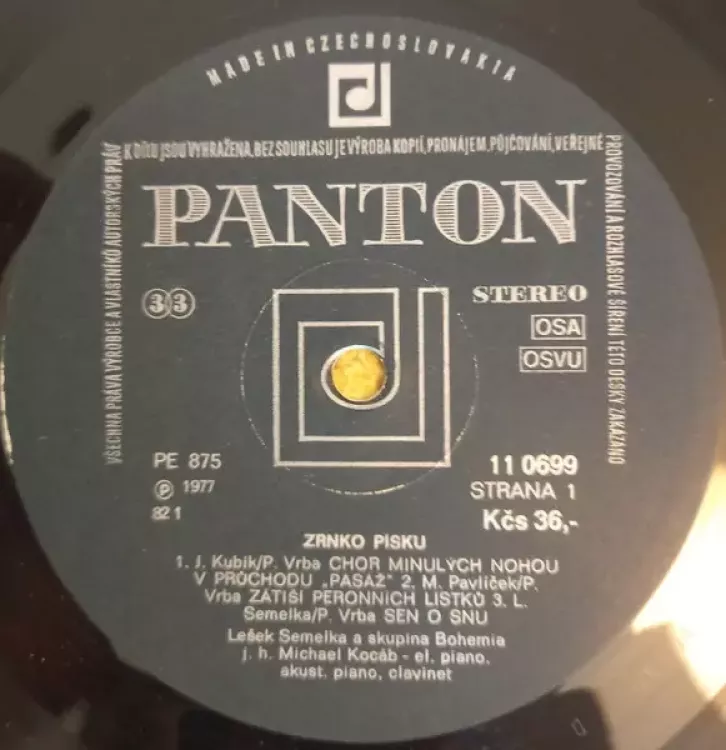 MADE IN CZECHOSLOVAKIA
VŠECHNA PRÁVA VÝROBCE A VLASTNÍKŮ AUTORSKÝCH PRÁV
K DÍLU JSOU VYHRAŽENA. BEZ SOUHLASU JE VÝROBA KOPIÍ, PRONÁJEM, PŮJČOVÁNÍ, VEŘEJNÉ
PROVOZOVÁNÍ A ROZHLASOVÉ ŠÍŘENÍ TÉTO DESKY ZAKÁZÁNO
PANTON
33
STEREO
OSA
OSVU
PE 875
℗ 1977
82 1
11 0699
STRANA 1
Kčs 36,-
ZRNKO PÍSKU
1. J. Kubík/P. Vrba CHÓR MINULÝCH NOHOU
V PRŮCHODU „PASÁŽ" 2. M. Pavlíček/P.
Vrba ZÁTIŠÍ PERONNÍCH LÍSTKŮ 3. L.
Semelka/P. Vrba SEN O SNU
Lešek Semelka a skupina Bohemia
j. h. Michael Kocáb - el. piano,
akust. piano, clavinet